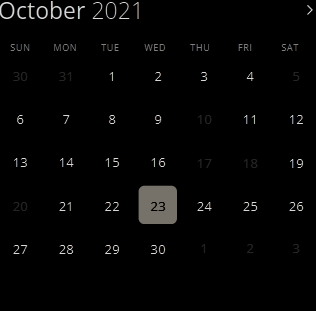 October 2021
SUN MON TUE WED THU FRI SAT
30 31 1 2 3 4 5
6 7 8 9 10 11 12
13 14 15 16 17 18 19
20 21 22 23 24 25 26
27 28 29 30 1 2 3